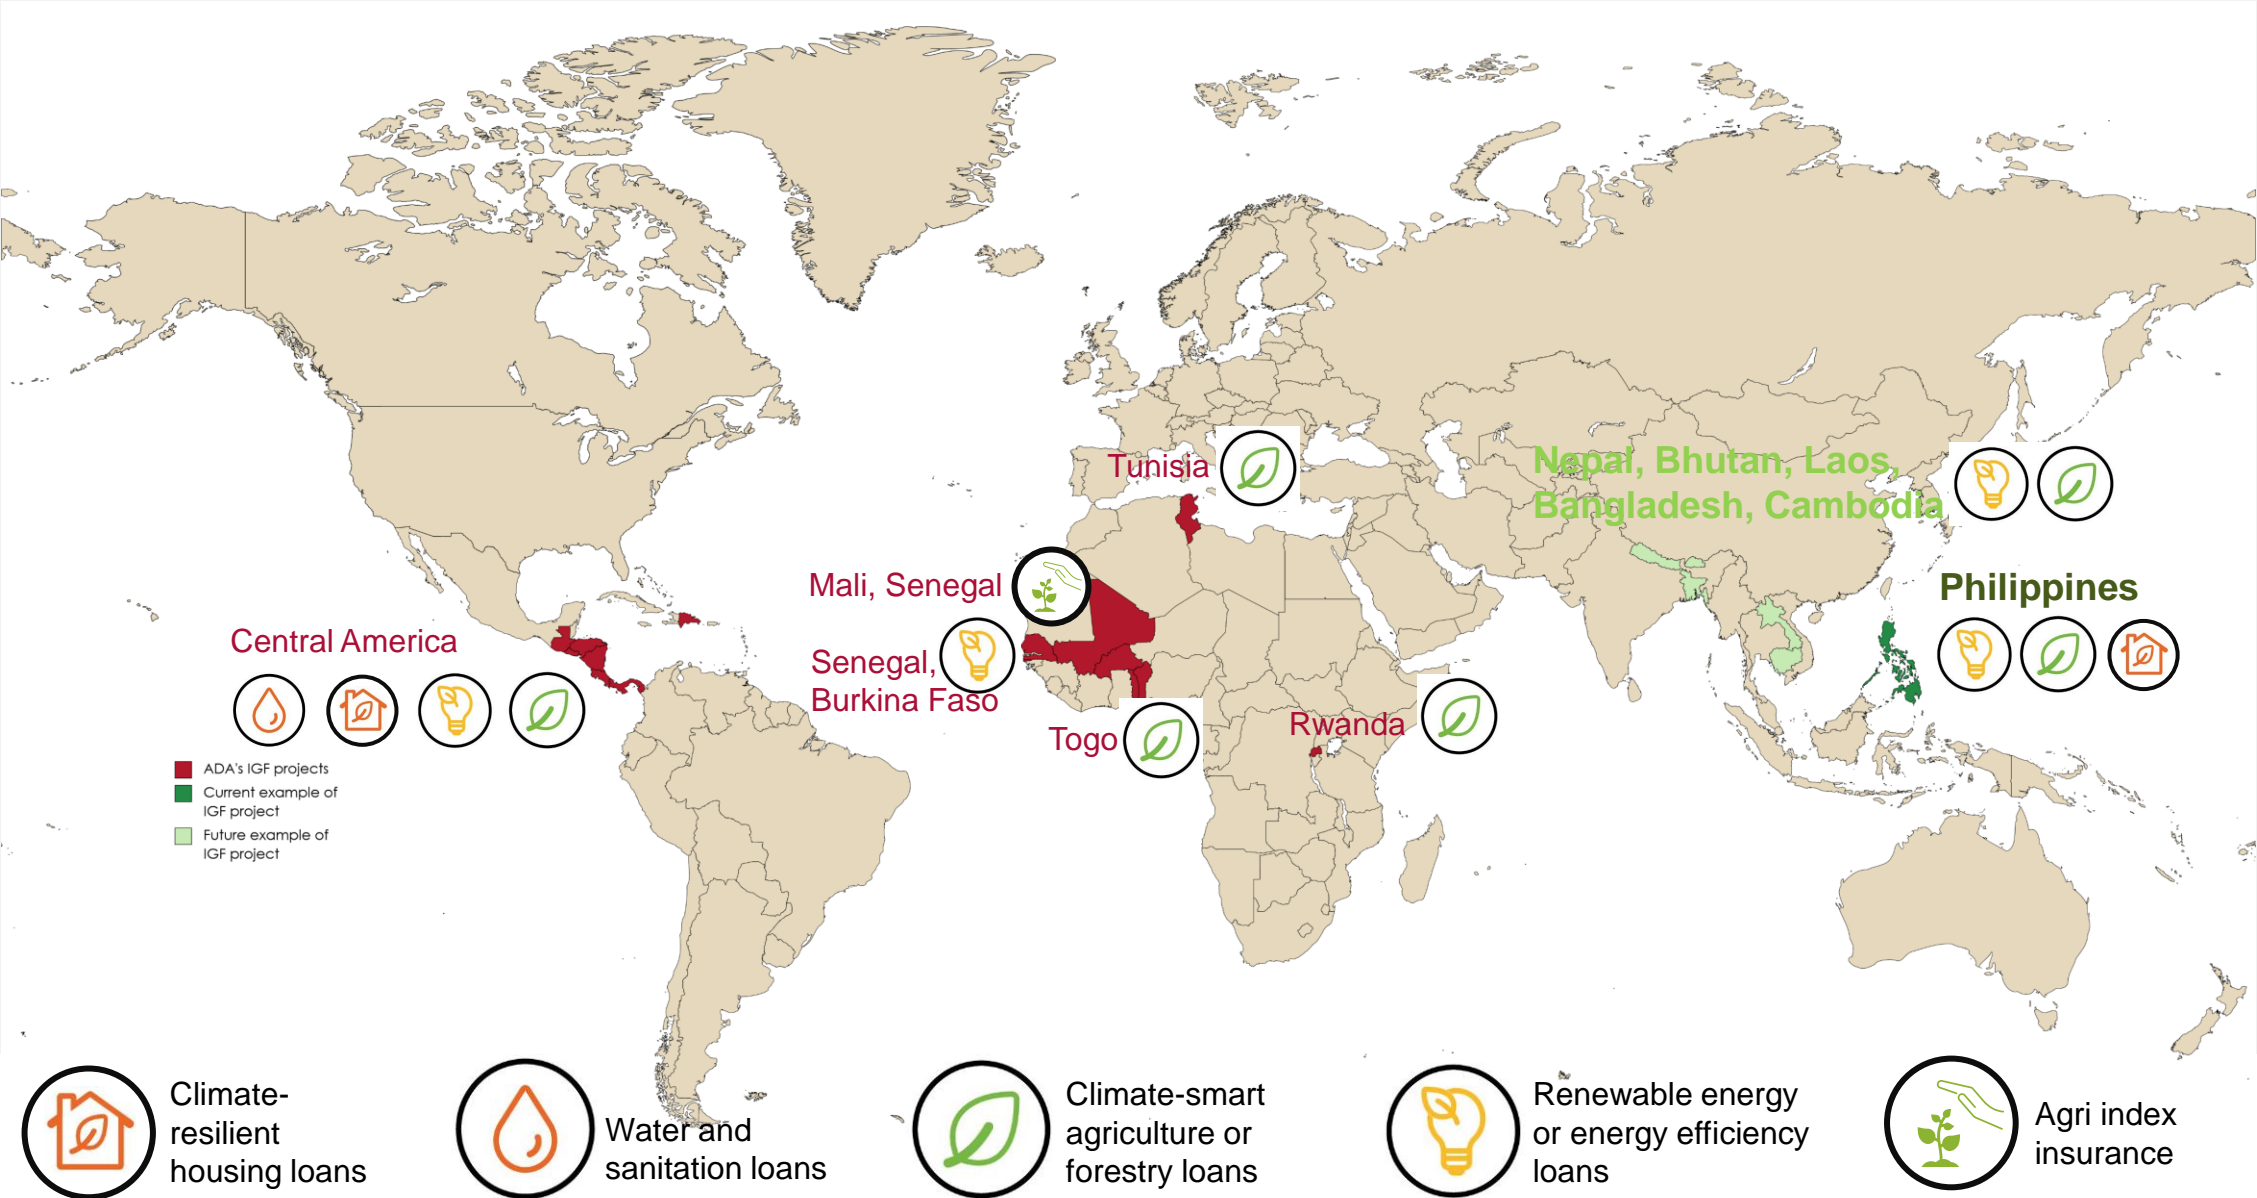 Tunisia
Nepal, Bhutan, Laos,
Bangladesh, Cambodia
Mali, Senegal
Philippines
Central America
Senegal,
Burkina Faso
Togo
Rwanda
ADA's IGF projects
Current example of
IGF project
Future example of
IGF project
Climate-
resilient
housing loans
Water and
sanitation loans
Climate-smart
agriculture or
forestry loans
Renewable energy
or energy efficiency
loans
Agri index
insurance